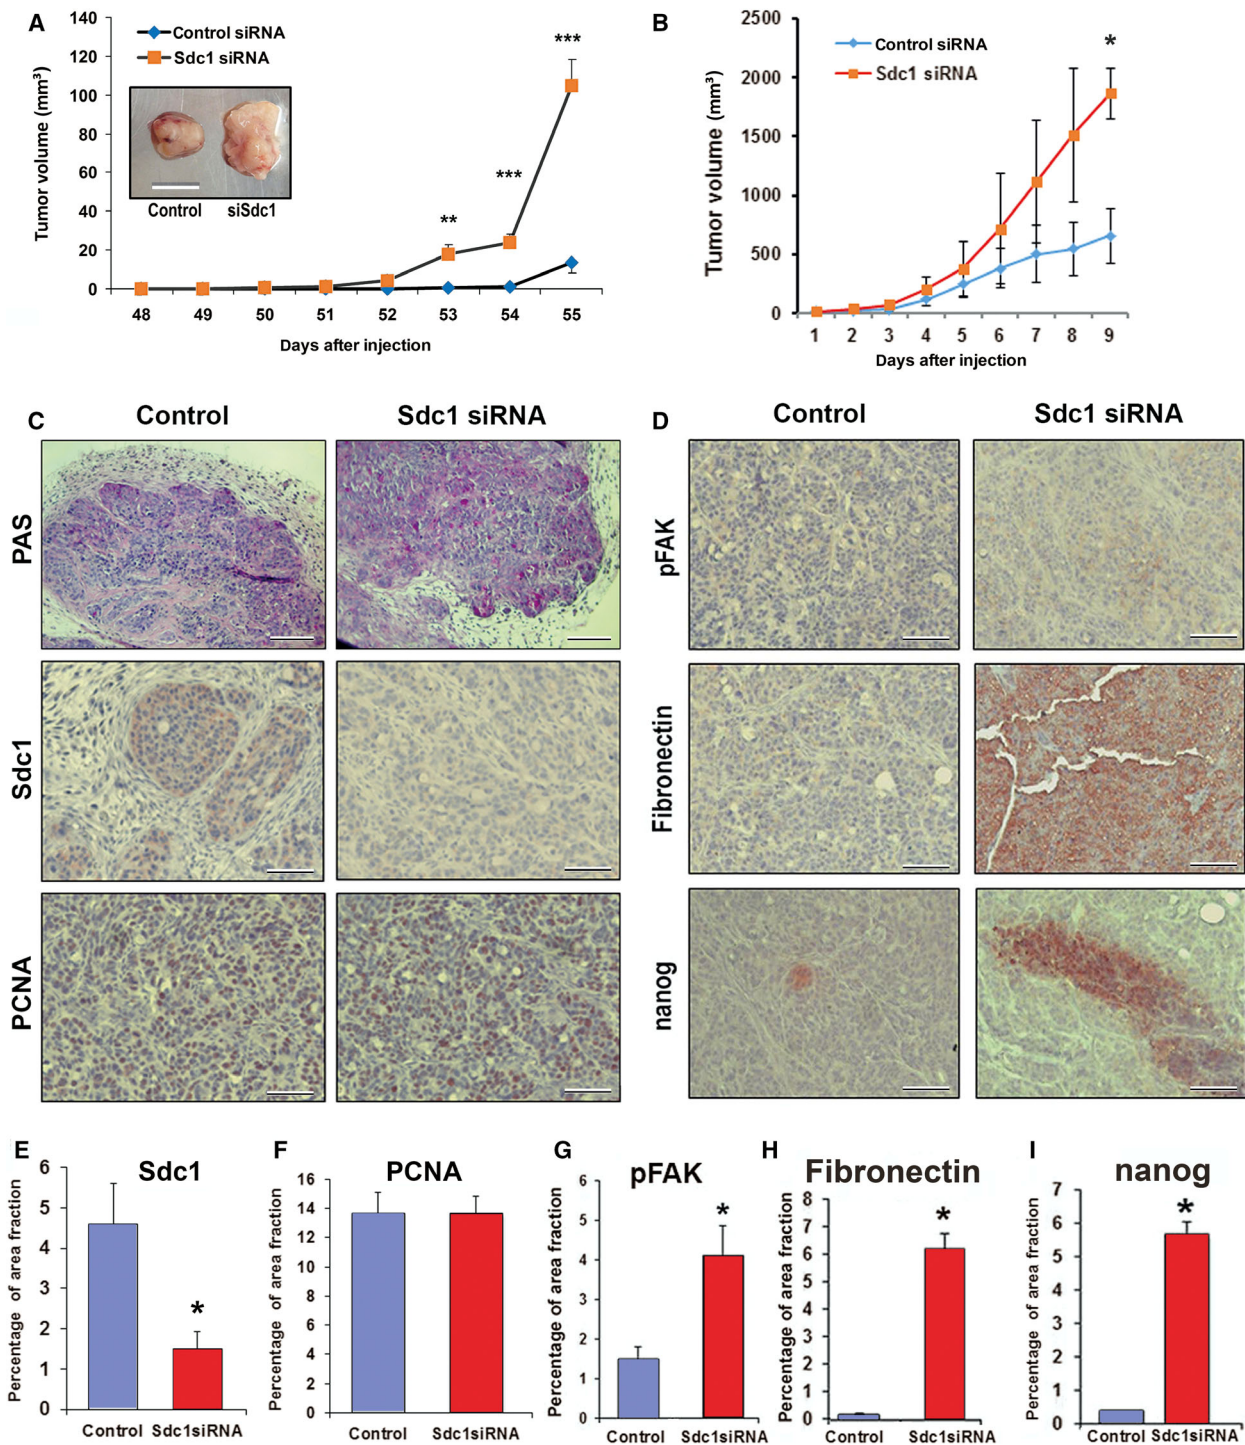 A
Tumor volume (mm³)
140
120
100
80
60
40
20
0
Control siRNA
Sdc1 siRNA
Control siSdc1
**
***
***
48 49 50 51 52 53 54 55
Days after injection
B
Tumor volume (mm³)
2500
2000
1500
1000
500
0
Control siRNA
Sdc1 siRNA
*
1 2 3 4 5 6 7 8 9
Days after injection
C
Control Sdc1 siRNA
PAS
Sdc1
PCNA
D
Control Sdc1 siRNA
pFAK
Fibronectin
nanog
E
Sdc1
Percentage of area fraction
6
5
4
3
2
1
0
*
Control Sdc1siRNA
F
PCNA
Percentage of area fraction
16
14
12
10
8
6
4
2
0
Control Sdc1siRNA
G
pFAK
Percentage of area fraction
6
5
4
3
2
1
0
*
Control Sdc1siRNA
H
Fibronectin
Percentage of area fraction
8
7
6
5
4
3
2
1
0
*
Control Sdc1siRNA
I
nanog
Percentage of area fraction
7
6
5
4
3
2
1
0
*
Control Sdc1siRNA